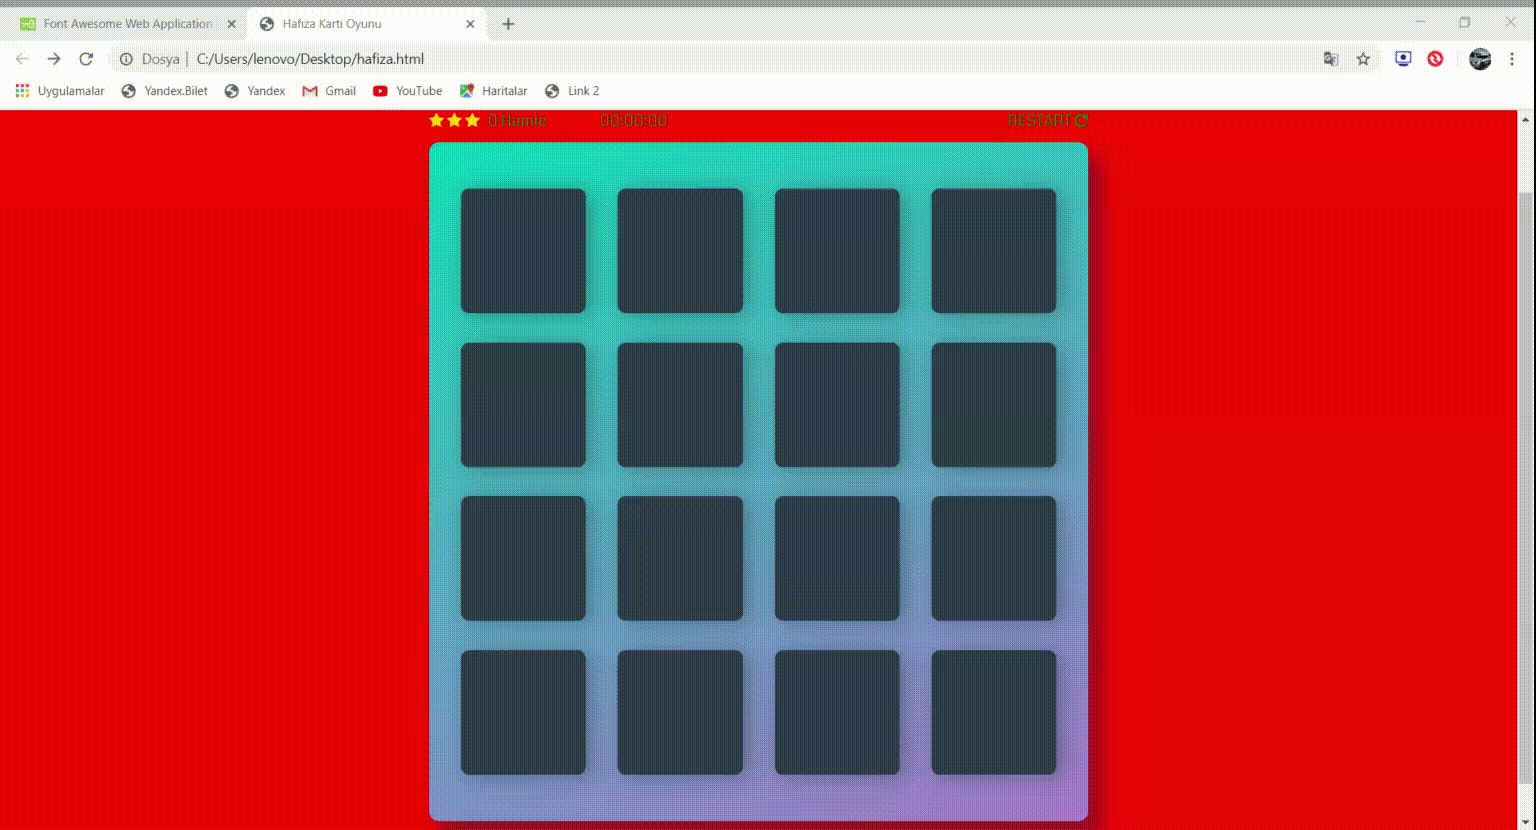 Font Awesome Web Application
Hafıza Kartı Oyunu
Dosya | C:/Users/lenovo/Desktop/hafiza.html
Uygulamalar Yandex.Bilet Yandex Gmail YouTube Haritalar Link 2
0 Hamle 00:00:00 RESTART